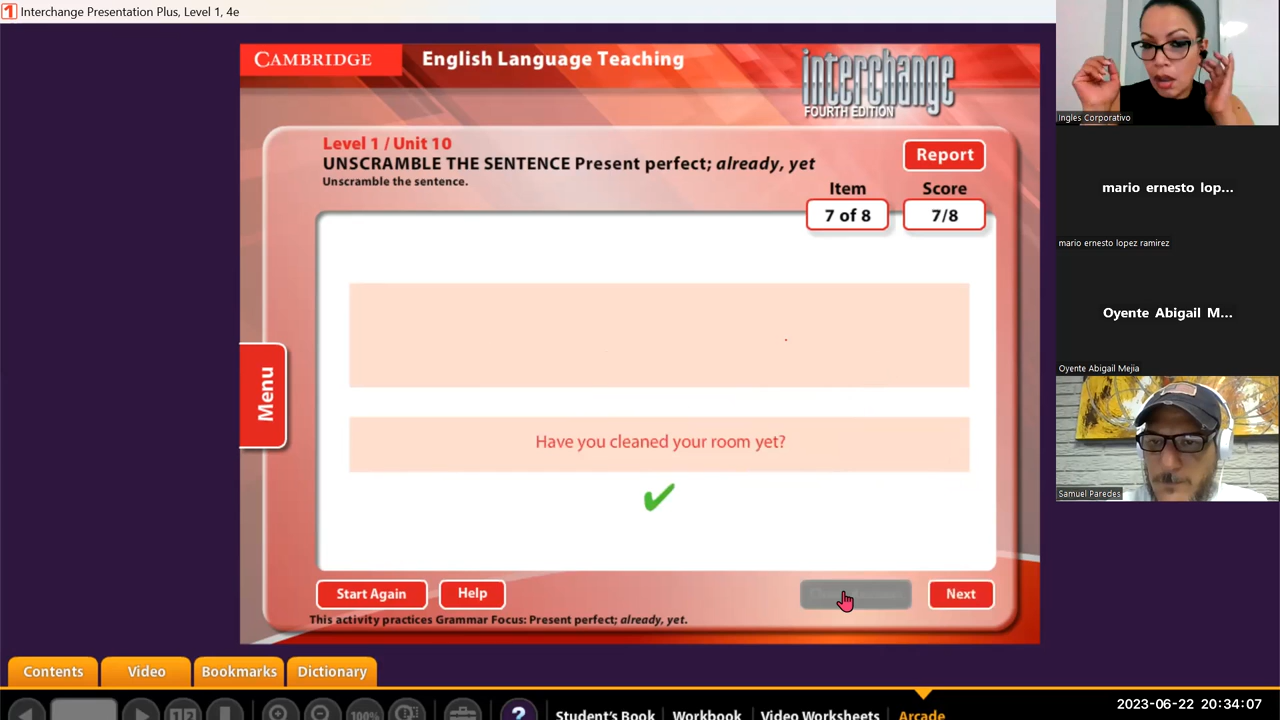 Interchange Presentation Plus, Level 1, 4e
CAMBRIDGE
English Language Teaching
interchange
FOURTH EDITION
Level 1 / Unit 10
UNSCRAMBLE THE SENTENCE Present perfect; already, yet
Unscramble the sentence.
Report
Item
Score
7 of 8
7/8
Menu
Have you cleaned your room yet?
Start Again
Help
Next
This activity practices Grammar Focus: Present perfect; already, yet.
Contents
Video
Bookmarks
Dictionary
100%
?
Student's Book
Workbook
Video Worksheets
Arcade
Ingles Corporativo
mario ernesto lop...
mario ernesto lopez ramirez
Oyente Abigail M...
Oyente Abigail Mejia
Samuel Paredes
2023-06-22 20:34:07